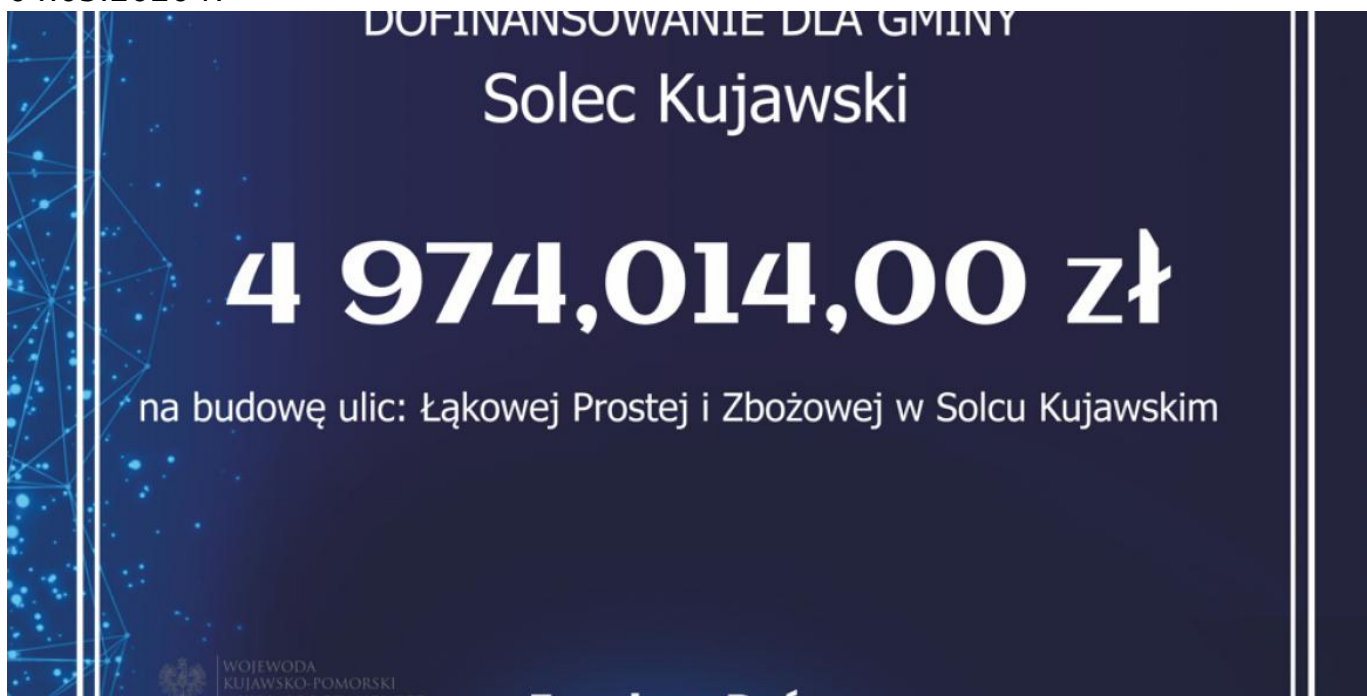 DOFINANSOWANIE DLA GMINY
Solec Kujawski
4 974,014,00 zł
na budowę ulic: Łąkowej Prostej i Zbożowej w Solcu Kujawskim
WOJEWODA
KUJAWSKO-POMORSKI